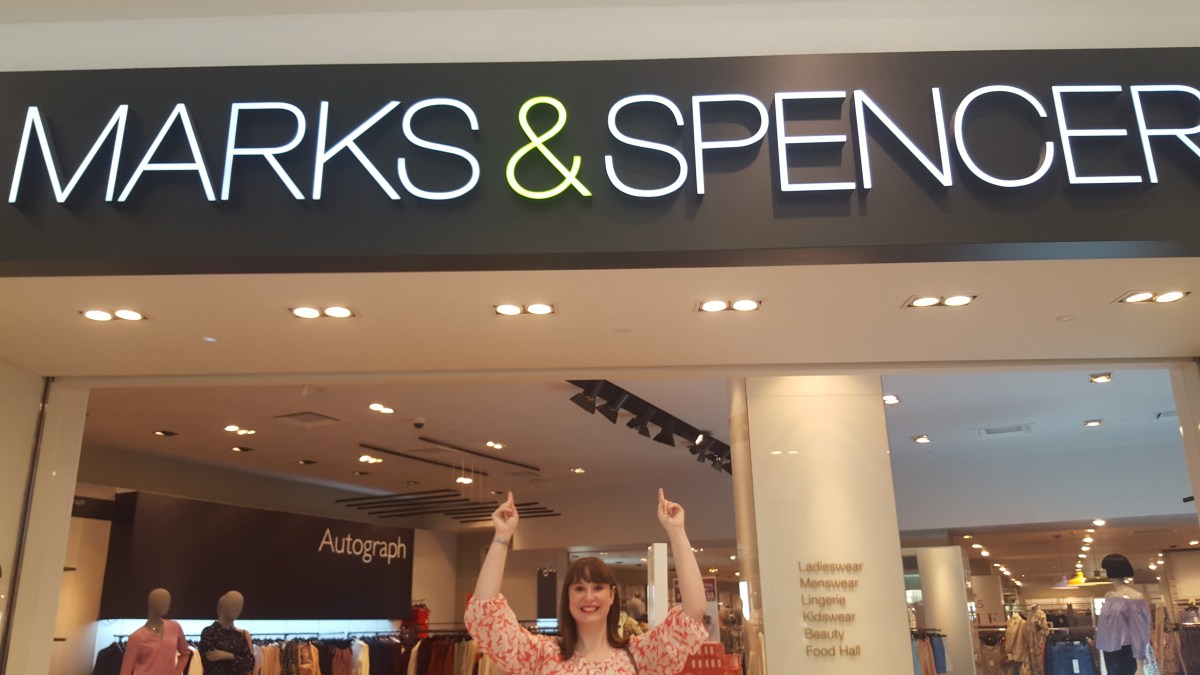 MARKS & SPENCER
Autograph
Ladieswear
Menswear
Lingerie
Kidswear
Beauty
Food Hall